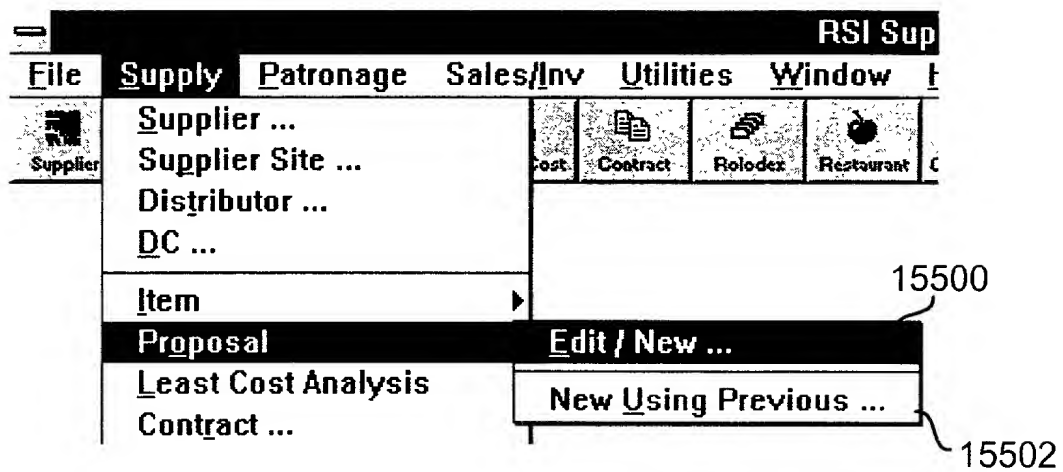 RSI Sup
File Supply Patronage Sales/Inv Utilities Window
Supplier Cost Contract Rolodex Restaurant
Supplier ...
Supplier Site ...
Distributor ...
DC ...
Item
Proposal
Least Cost Analysis
Contract ...
15500
Edit / New ...
New Using Previous ...
15502